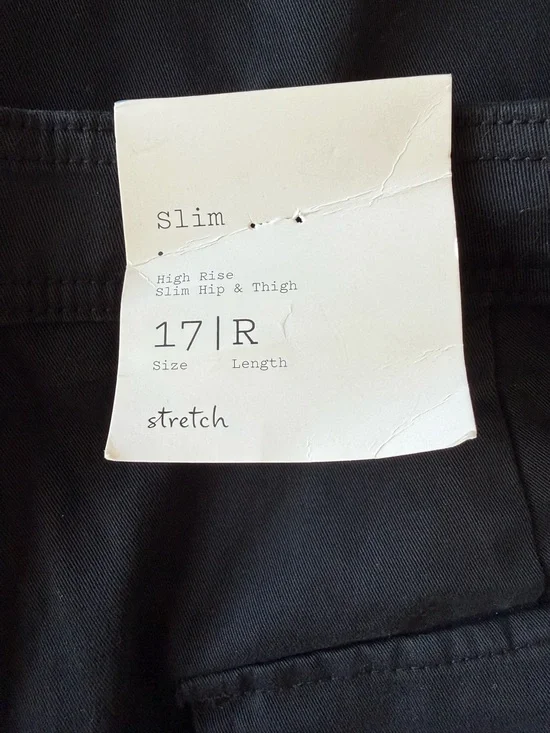 Slim
High Rise
Slim Hip & Thigh
17|R
Size Length
stretch